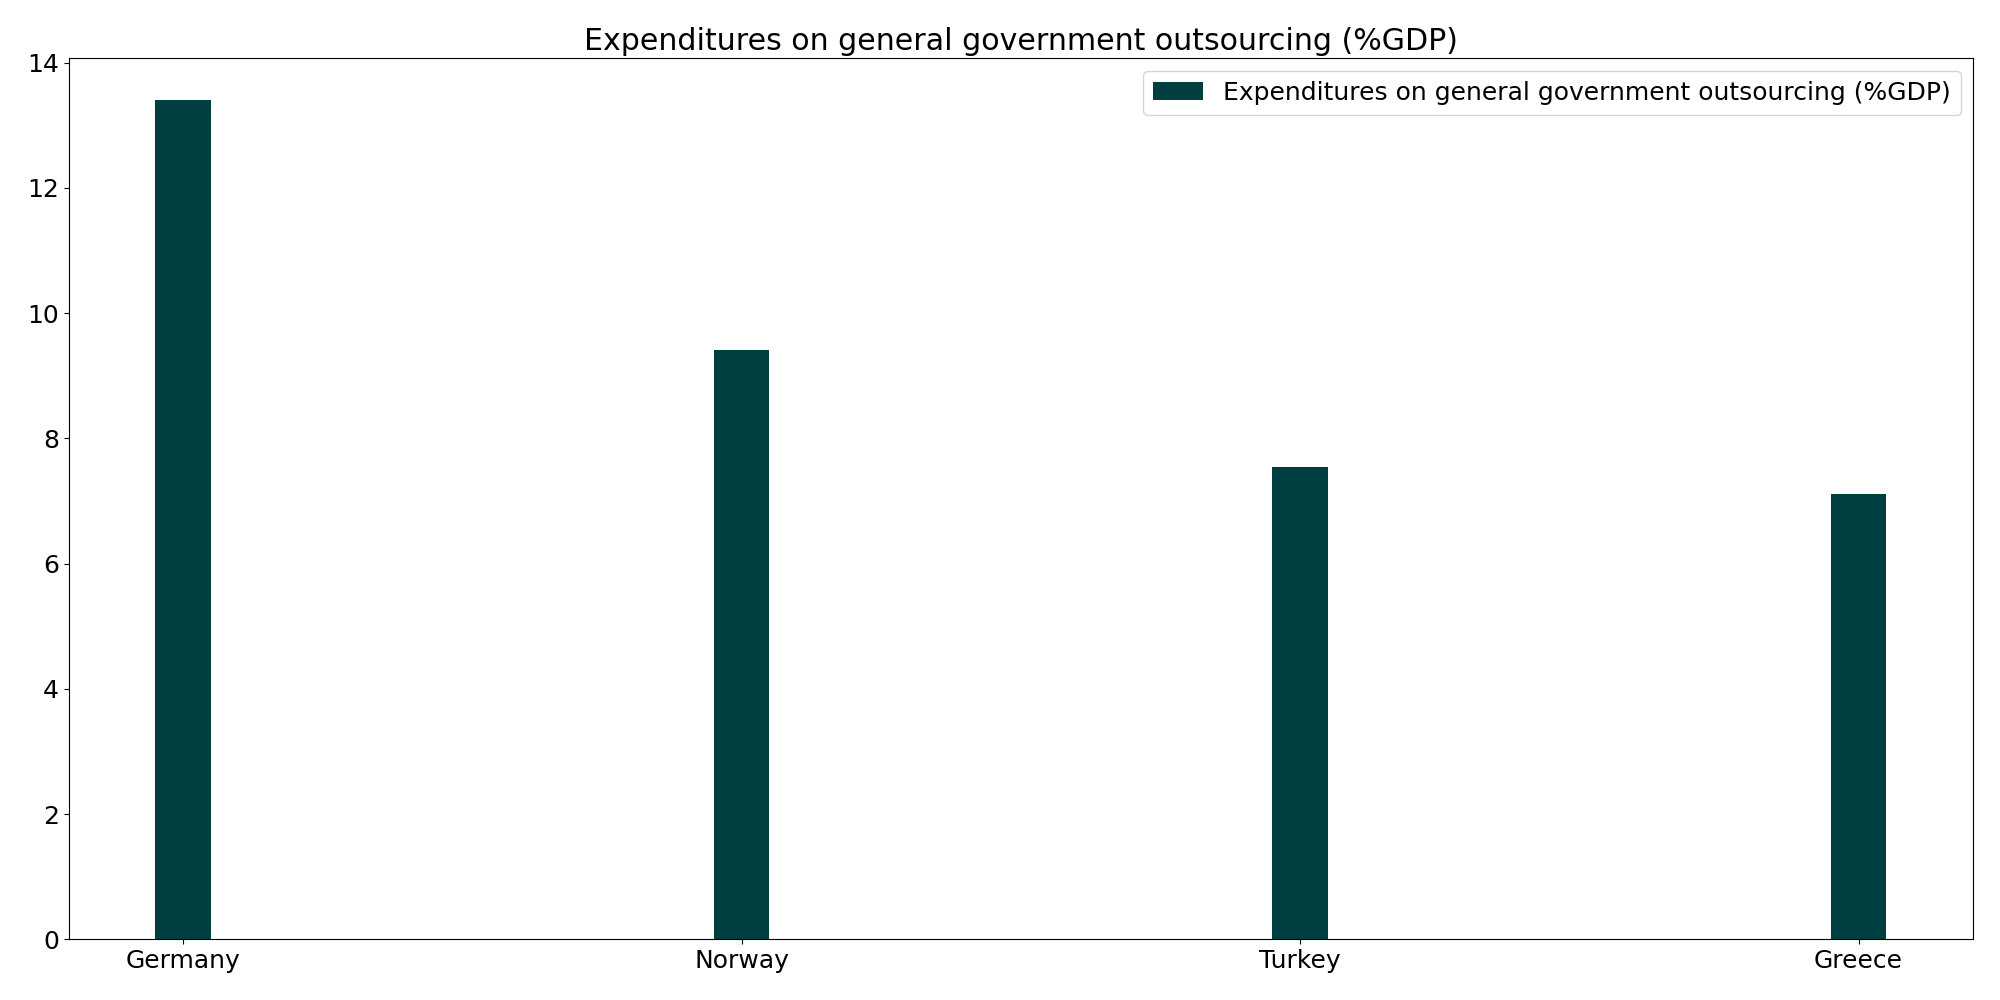 Expenditures on general government outsourcing (%GDP)
Expenditures on general government outsourcing (%GDP)
14
12
10
8
6
4
2
0
Germany Norway Turkey Greece